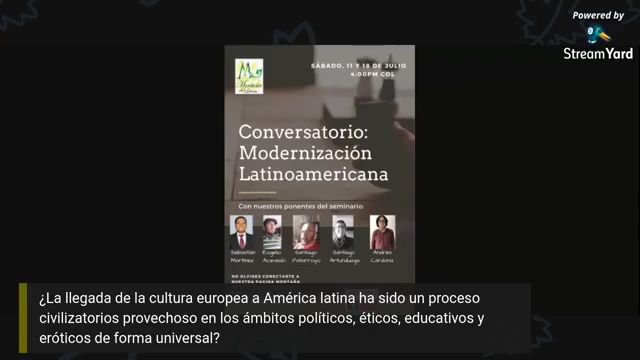 Powered by
StreamYard
SÁBADO, 11 Y 18 DE JULIO
4:00PM COL
Conversatorio:
Modernización
Latinoamericana
Con nuestros ponentes del seminario:
Sebastián
Martínez
Rogelio
Acevedo
Santiago
Patarroyo
Santiago
Artunduaga
Andrés
Cardona
NO OLVIDES CONECTARTE A
NUESTRA PAGINA MONTAÑA
¿La llegada de la cultura europea a América latina ha sido un proceso
civilizatorios provechoso en los ámbitos políticos, éticos, educativos y
eróticos de forma universal?